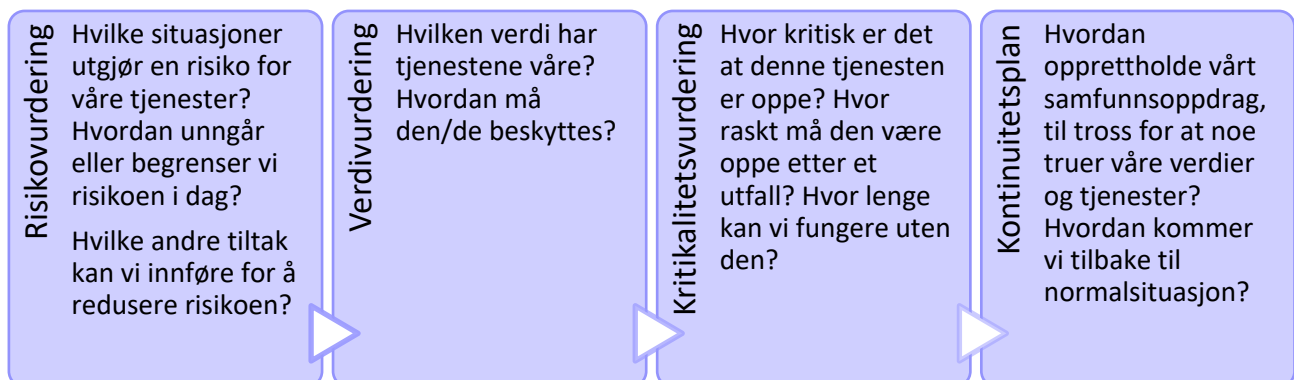 Risikovurdering
Hvilke situasjoner
utgjør en risiko for
våre tjenester?
Hvordan unngår
eller begrenser vi
risikoen i dag?
Hvilke andre tiltak
kan vi innføre for å
redusere risikoen?
Verdivurdering
Hvilken verdi har
tjenestene våre?
Hvordan må
den/de beskyttes?
Kritikalitetsvurdering
Hvor kritisk er det
at denne tjenesten
er oppe? Hvor
raskt må den være
oppe etter et
utfall? Hvor lenge
kan vi fungere uten
den?
Kontinuitetsplan
Hvordan
opprettholde vårt
samfunnsoppdrag,
til tross for at noe
truer våre verdier
og tjenester?
Hvordan kommer
vi tilbake til
normalsituasjon?